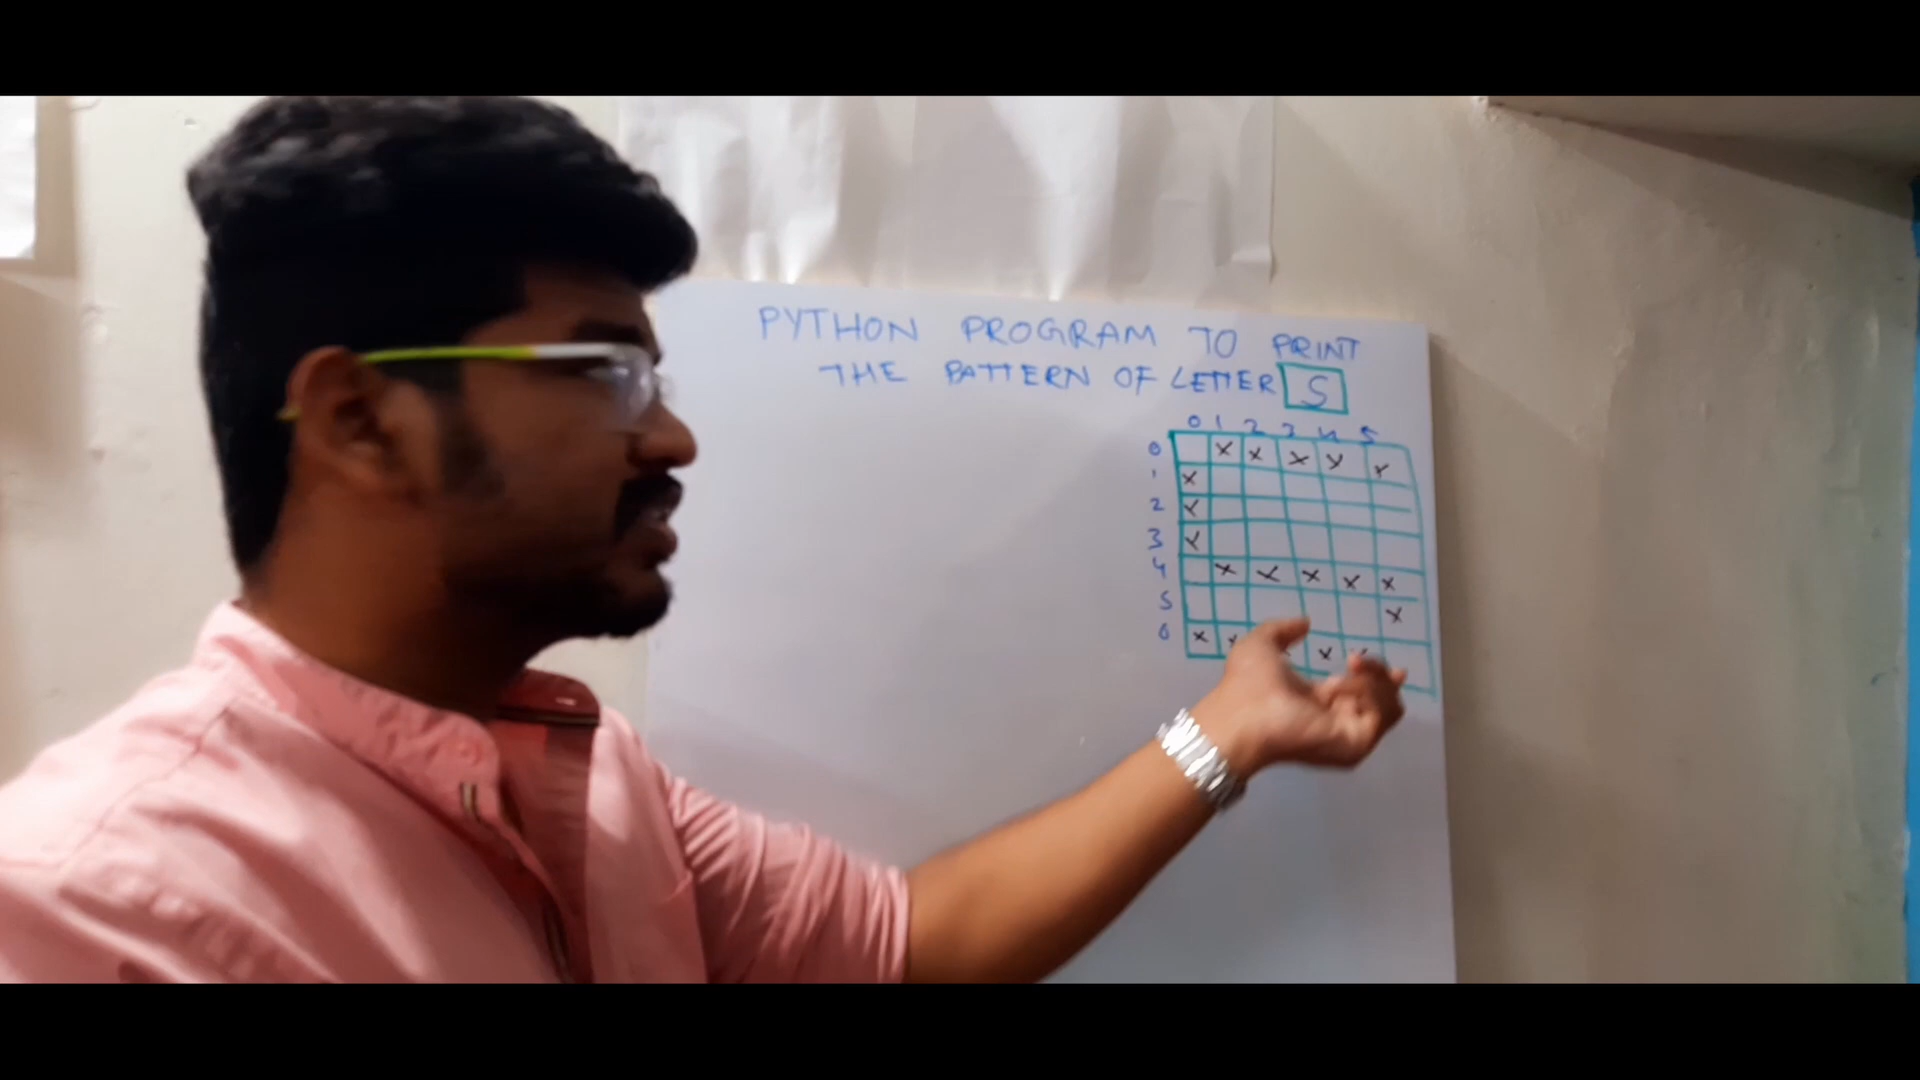 PYTHON PROGRAM TO PRINT
THE PATTERN OF LETTER S
0 1 2 3 4 5
0 x x x x x
1 x
2 x
3 x
4 x x x x x
5 x
6 x x x